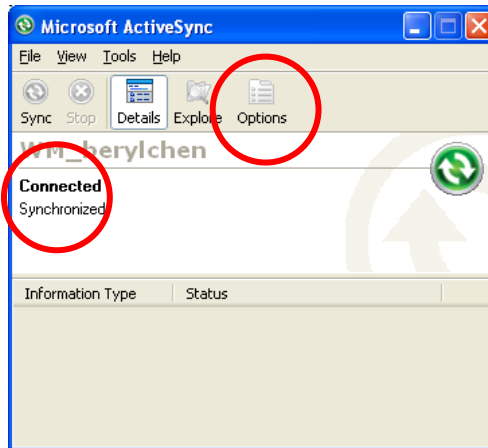 Microsoft ActiveSync
File View Tools Help
Sync Stop Details Explore Options
WM_berylchen
Connected
Synchronized
Information Type Status